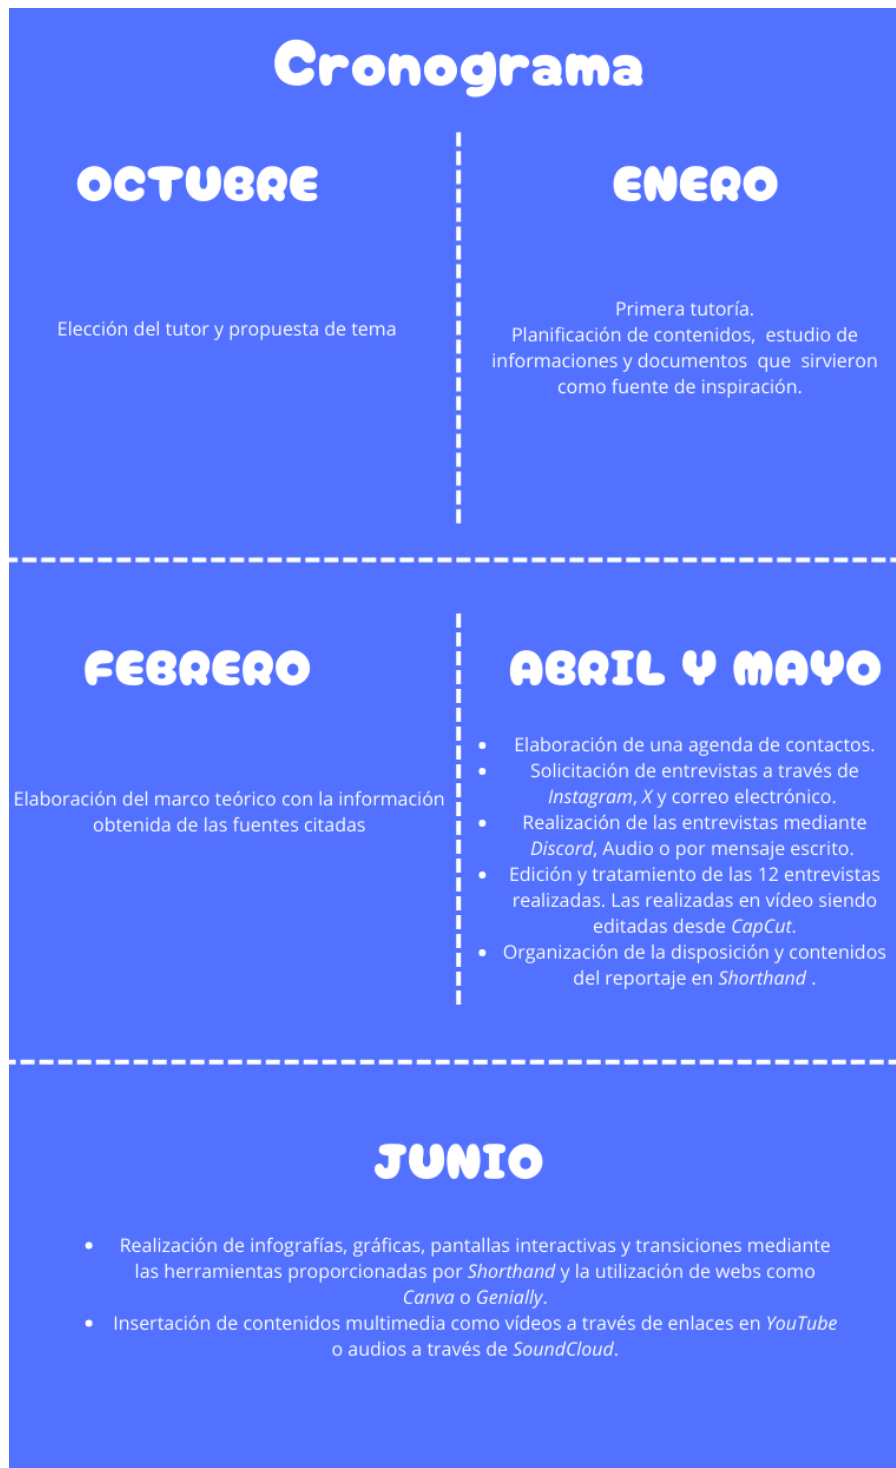 Cronograma
OCTUBRE
Elección del tutor y propuesta de tema
ENERO
Primera tutoría.
Planificación de contenidos, estudio de
informaciones y documentos que sirvieron
como fuente de inspiración.
FEBRERO
Elaboración del marco teórico con la información
obtenida de las fuentes citadas
ABRIL Y MAYO
• Elaboración de una agenda de contactos.
• Solicitación de entrevistas a través de
Instagram, X y correo electrónico.
• Realización de las entrevistas mediante
Discord, Audio o por mensaje escrito.
• Edición y tratamiento de las 12 entrevistas
realizadas. Las realizadas en vídeo siendo
editadas desde CapCut.
• Organización de la disposición y contenidos
del reportaje en Shorthand .
JUNIO
• Realización de infografías, gráficas, pantallas interactivas y transiciones mediante
las herramientas proporcionadas por Shorthand y la utilización de webs como
Canva o Genially.
• Insertación de contenidos multimedia como vídeos a través de enlaces en YouTube
o audios a través de SoundCloud.